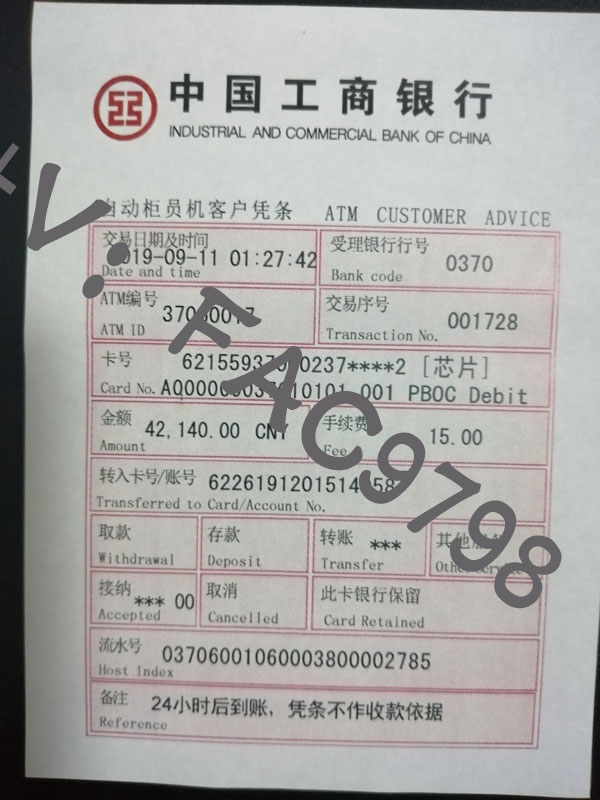 中国工商银行
INDUSTRIAL AND COMMERCIAL BANK OF CHINA
自动柜员机客户凭条 ATM CUSTOMER ADVICE
交易日期及时间
019-09-11 01:27:42
Date and time
受理银行行号
Bank code 0370
ATM编号
ATM ID
交易序号
Transaction No. 001728
卡号
Card No.
001 PBOC Debit
金额
Amount 42,140.00 CNY
手续费
Fee 15.00
转入卡号/账号
Transferred to Card/Account No.
取款
Withdrawal
存款
Deposit
转账 ***
Transfer
其他
接纳 *** 00
Accepted
取消
Cancelled
此卡银行保留
Card Retained
流水号
Host Index 03706001060003800002785
备注
Reference 24小时后到账，凭条不作收款依据
+V: FAC9798